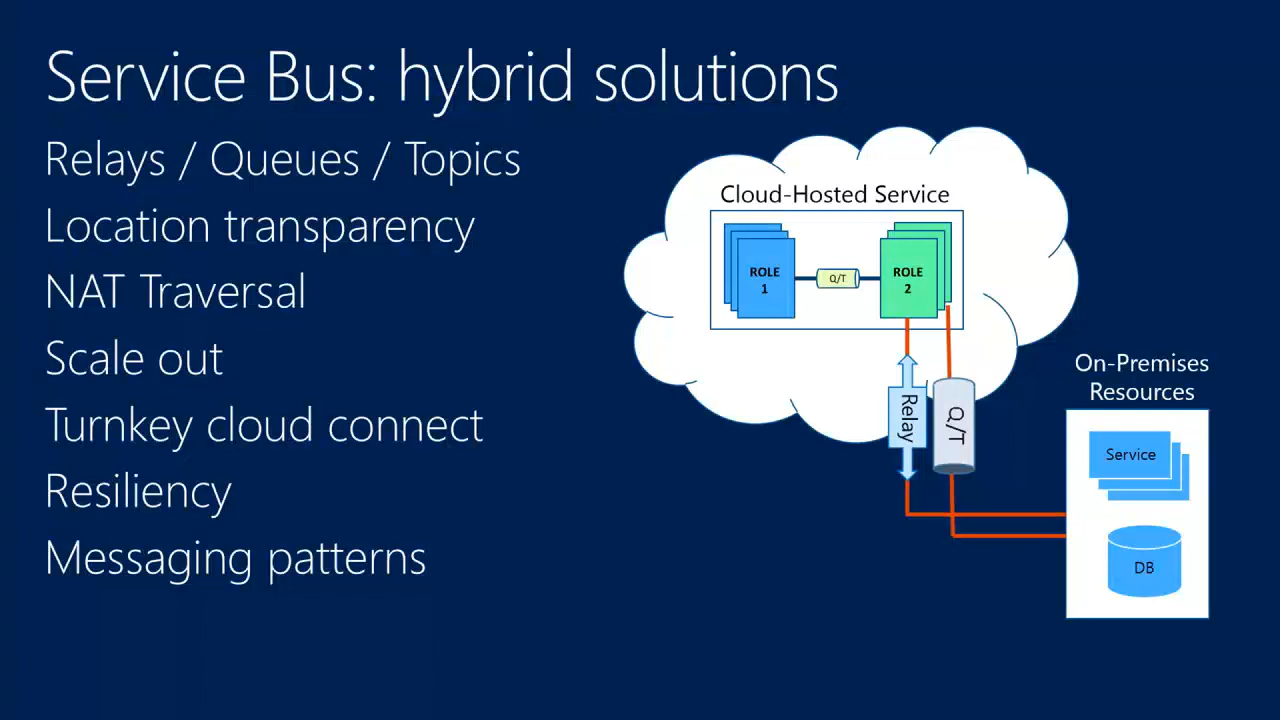 Service Bus: hybrid solutions
Relays / Queues / Topics
Location transparency
NAT Traversal
Scale out
Turnkey cloud connect
Resiliency
Messaging patterns
Cloud-Hosted Service
ROLE
1
Q/T
ROLE
2
Relay
Q/T
On-Premises
Resources
Service
DB